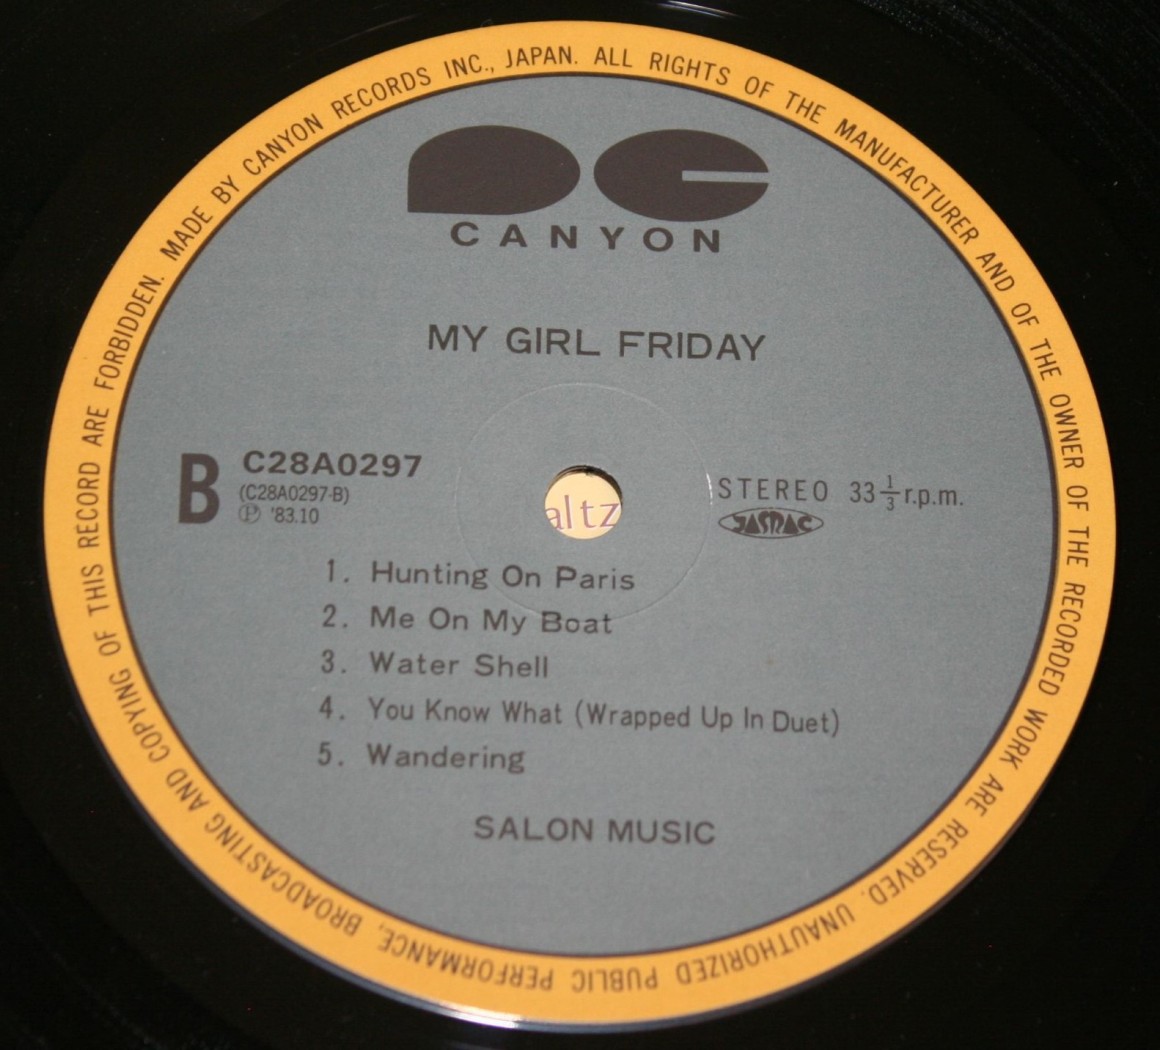 MADE BY CANYON RECORDS INC., JAPAN. ALL RIGHTS OF THE MANUFACTURER AND OF THE OWNER OF THE RECORDED WORK ARE RESERVED. UNAUTHORIZED PUBLIC PERFORMANCE, BROADCASTING AND COPYING OF THIS RECORD ARE FORBIDDEN.
PC
CANYON
MY GIRL FRIDAY
B C28A0297
(C28A0297-B)
Ⓟ '83.10
altz
STEREO 33 1/3 r.p.m.
JASRAC
1. Hunting On Paris
2. Me On My Boat
3. Water Shell
4. You Know What (Wrapped Up In Duet)
5. Wandering
SALON MUSIC